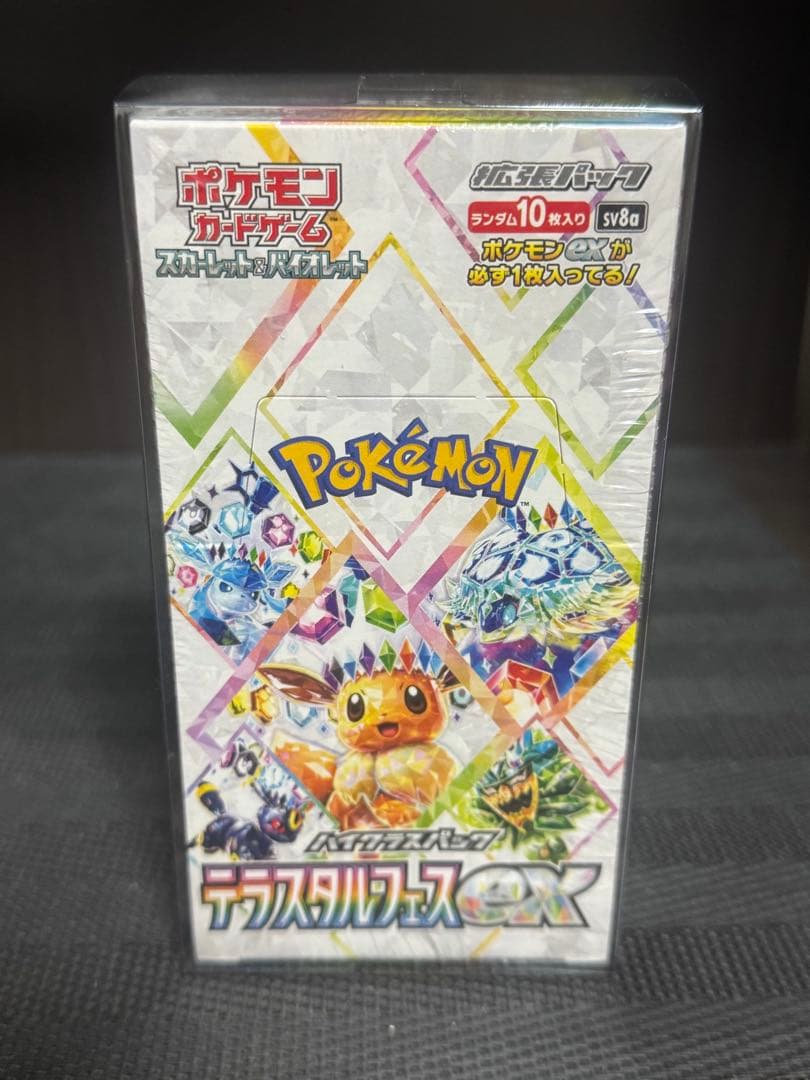 ポケモン
カードゲーム™
スカーレット&バイオレット
拡張パック
ランダム10枚入り sv8a
ポケモンexが
必ず1枚入ってる!
POKéMON™
ハイクラスパック
テラスタルフェスex